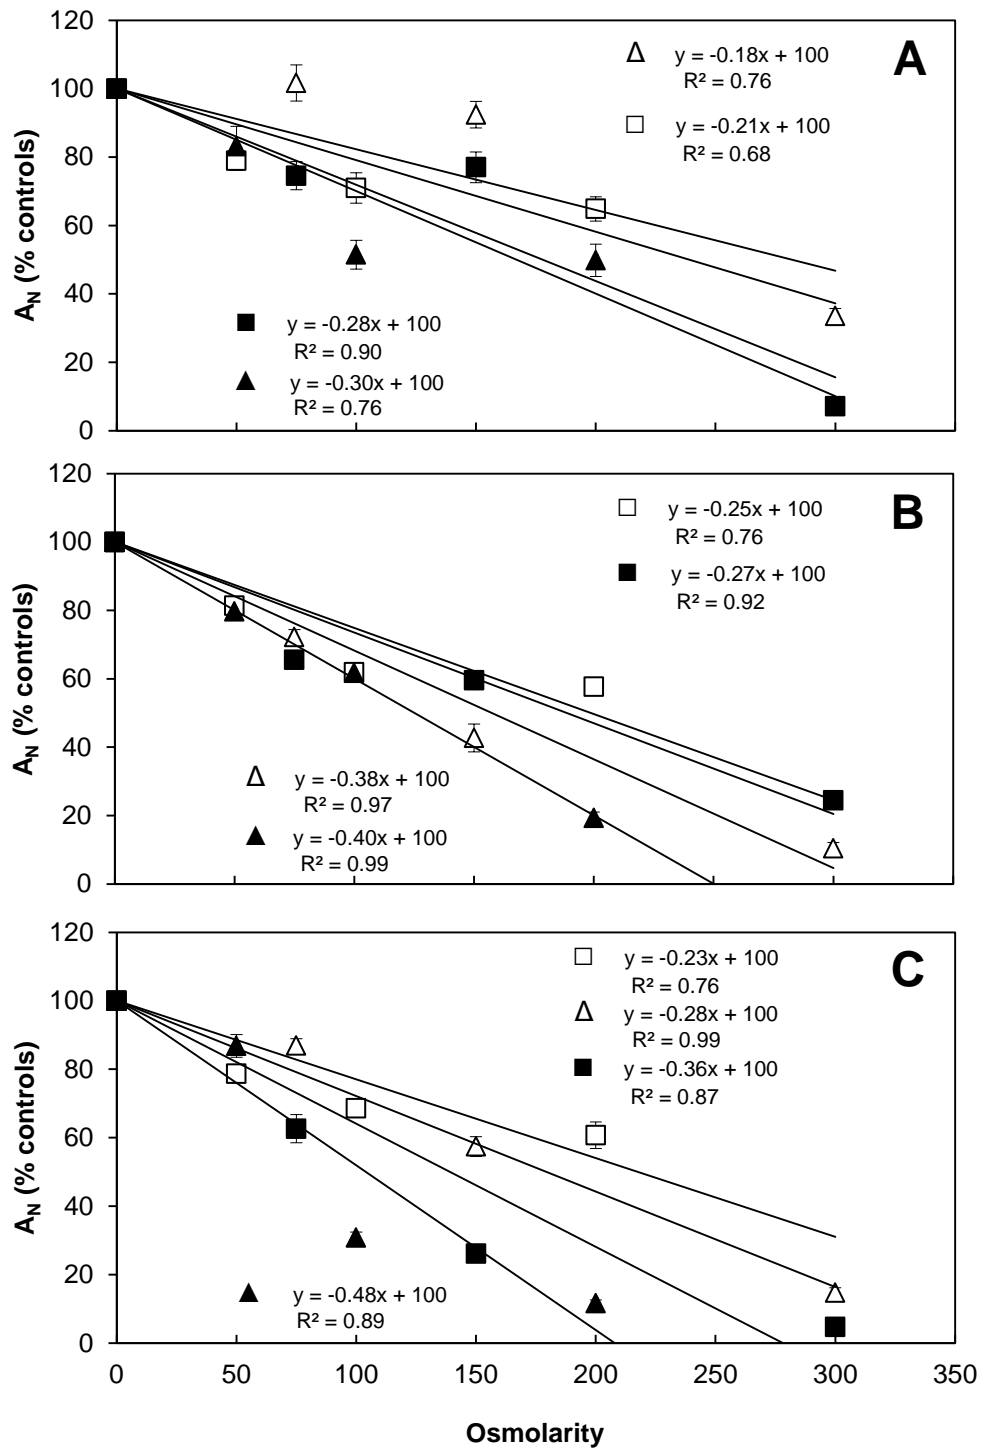 120
100
80
60
40
20
0
A_N (% controls)
A
y = -0.18x + 100
R² = 0.76
y = -0.21x + 100
R² = 0.68
y = -0.28x + 100
R² = 0.90
y = -0.30x + 100
R² = 0.76
120
100
80
60
40
20
0
A_N (% controls)
B
y = -0.25x + 100
R² = 0.76
y = -0.27x + 100
R² = 0.92
y = -0.38x + 100
R² = 0.97
y = -0.40x + 100
R² = 0.99
120
100
80
60
40
20
0
A_N (% controls)
C
y = -0.23x + 100
R² = 0.76
y = -0.28x + 100
R² = 0.99
y = -0.36x + 100
R² = 0.87
y = -0.48x + 100
R² = 0.89
0 50 100 150 200 250 300 350
Osmolarity